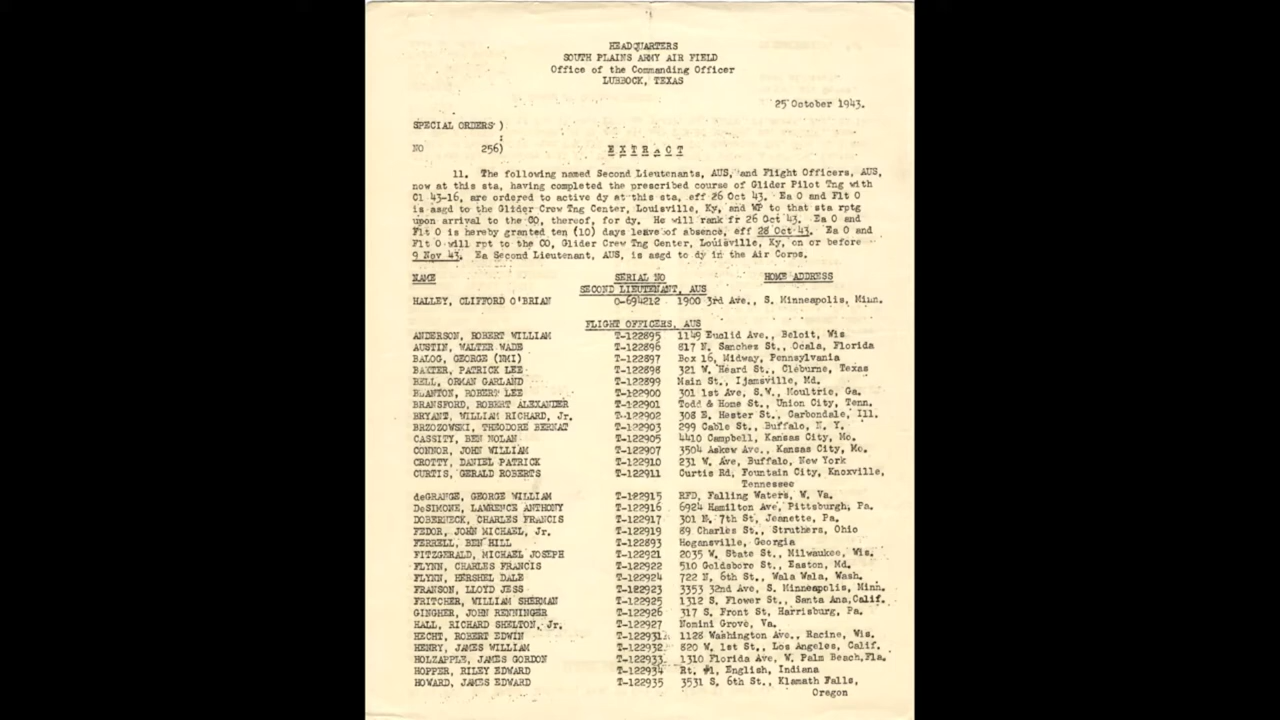 HEADQUARTERS
SOUTH PLAINS ARMY AIR FIELD
Office of the Commanding Officer
LUBBOCK, TEXAS
25 October 1943.
SPECIAL ORDERS )
:
NO 256)
E X T R A C T
11. The following named Second Lieutenants, AUS, and Flight Officers, AUS,
now at this sta, having completed the prescribed course of Glider Pilot Tng with
Cl 43-16, are ordered to active dy at this sta, eff 26 Oct 43. Ea O and Flt O
is asgd to the Glider Crew Tng Center, Louisville, Ky, and WP to that sta rptg
upon arrival to the CO, thereof, for dy. He will rank fr 26 Oct 43. Ea O and
Flt O is hereby granted ten (10) days leave of absence, eff 28 Oct 43. Ea O and
Flt O will rpt to the CO, Glider Crew Tng Center, Louisville, Ky, on or before
9 Nov 43. Ea Second Lieutenant, AUS, is asgd to dy in the Air Corps.
NAME SERIAL NO HOME ADDRESS
SECOND LIEUTENANT, AUS
HALLEY, CLIFFORD O'BRIAN O-694212 1900 3rd Ave., S. Minneapolis, Minn.
FLIGHT OFFICERS, AUS
ANDERSON, ROBERT WILLIAM T-122895 1149 Euclid Ave., Beloit, Wis
AUSTIN, WALTER WADE T-122896 817 N. Sanchez St., Ocala, Florida
BALOG, GEORGE (NMI) T-122897 Box 16, Midway, Pennsylvania
BAXTER, PATRICK LEE T-122898 321 W. Heard St., Cleburne, Texas
BELL, ORMAN GARLAND T-122899 Main St., Ijamsville, Md.
BLANTON, ROBERT LEE T-122900 301 1st Ave, S.W., Moultrie, Ga.
BRANSFORD, ROBERT ALEXANDER T-122901 Todd & Home St., Union City, Tenn.
BRYANT, WILLIAM RICHARD, Jr. T-122902 308 E. Hester St., Carbondale, Ill.
BRZOZOWSKI, THEODORE BERNAT T-122903 299 Cable St., Buffalo, N. Y.
CASSITY, BEN NOLAN T-122905 4410 Campbell, Kansas City, Mo.
CONNOR, JOHN WILLIAM T-122907 3504 Askew Ave., Kansas City, Mo.
CROTTY, DANIEL PATRICK T-122910 231 W. Ave, Buffalo, New York
CURTIS, GERALD ROBERTS T-122911 Curtis Rd, Fountain City, Knoxville,
Tennessee
deGRANGE, GEORGE WILLIAM T-122915 RFD, Falling Waters, W. Va.
DeSIMONE, LAWRENCE ANTHONY T-122916 6924 Hamilton Ave, Pittsburgh, Pa.
DOBERNECK, CHARLES FRANCIS T-122917 301 N. 7th St, Jeanette, Pa.
FEDOR, JOHN MICHAEL, Jr. T-122919 89 Charles St., Struthers, Ohio
FERRELL, BEN HILL T-122893 Hogansville, Georgia
FITZGERALD, MICHAEL JOSEPH T-122921 2035 W. State St., Milwaukee, Wis.
FLYNN, CHARLES FRANCIS T-122922 510 Goldsboro St., Easton, Md.
FLYNN, HERSHEL DALE T-122924 722 N. 6th St., Wala Wala, Wash.
FRANSON, LLOYD JESS T-122923 3353 32nd Ave, S. Minneapolis, Minn.
FRITCHER, WILLIAM SHERMAN T-122925 1312 S. Flower St., Santa Ana,Calif.
GINGHER, JOHN RENNINGER T-122926 317 S. Front St, Harrisburg, Pa.
HALL, RICHARD SHELTON, Jr. T-122927 Nomini Grove, Va.
HECHT, ROBERT EDWIN T-122931 1128 Washington Ave., Racine, Wis.
HENRY, JAMES WILLIAM T-122932 820 W. 1st St., Los Angeles, Calif.
HOLZAPPLE, JAMES GORDON T-122933 1310 Florida Ave, W. Palm Beach,Fla.
HOPPER, RILEY EDWARD T-122934 Rt. #1, English, Indiana
HOWARD, JAMES EDWARD T-122935 3531 S. 6th St., Klamath Falls,
Oregon